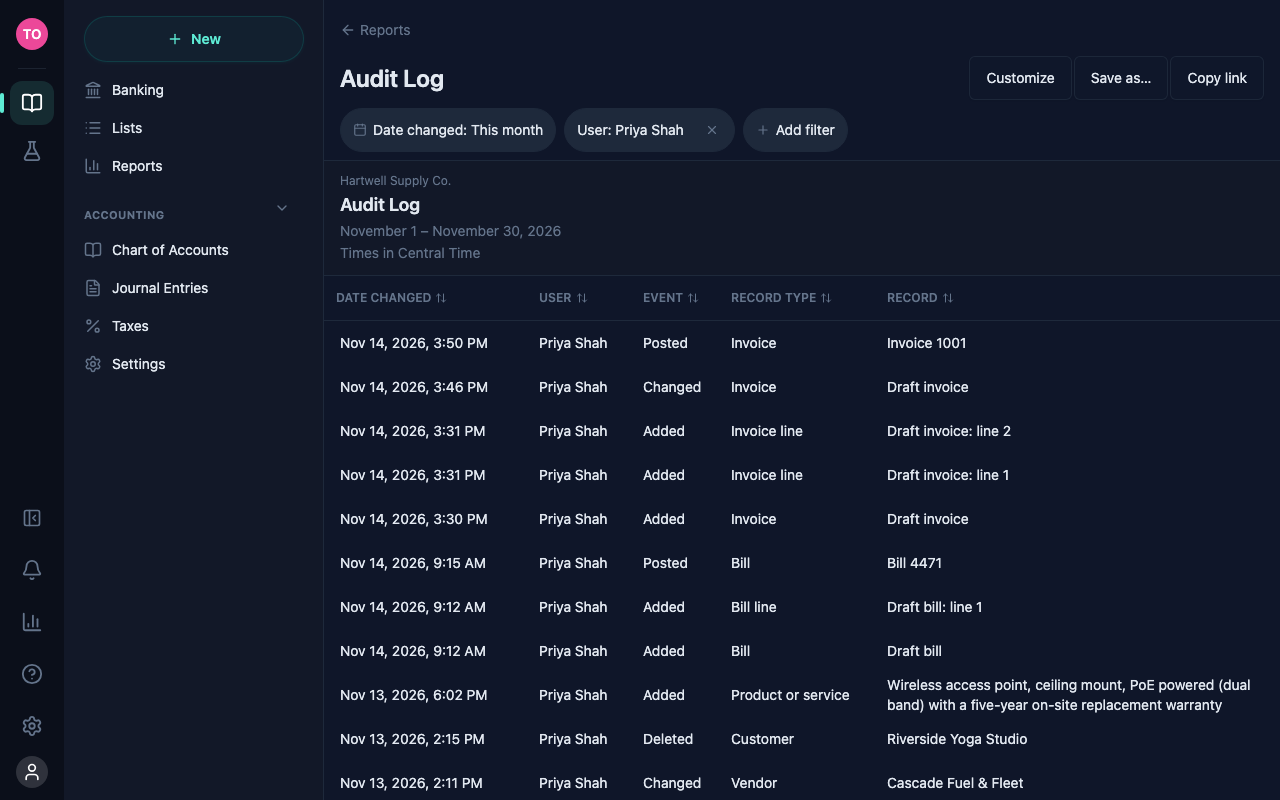 TO
New
Banking
Lists
Reports
ACCOUNTING
Chart of Accounts
Journal Entries
Taxes
Settings
Reports
Audit Log
Customize
Save as...
Copy link
Date changed: This month
User: Priya Shah
Add filter
Hartwell Supply Co.
Audit Log
November 1 – November 30, 2026
Times in Central Time
DATE CHANGED USER EVENT RECORD TYPE RECORD
Nov 14, 2026, 3:50 PM Priya Shah Posted Invoice Invoice 1001
Nov 14, 2026, 3:46 PM Priya Shah Changed Invoice Draft invoice
Nov 14, 2026, 3:31 PM Priya Shah Added Invoice line Draft invoice: line 2
Nov 14, 2026, 3:31 PM Priya Shah Added Invoice line Draft invoice: line 1
Nov 14, 2026, 3:30 PM Priya Shah Added Invoice Draft invoice
Nov 14, 2026, 9:15 AM Priya Shah Posted Bill Bill 4471
Nov 14, 2026, 9:12 AM Priya Shah Added Bill line Draft bill: line 1
Nov 14, 2026, 9:12 AM Priya Shah Added Bill Draft bill
Nov 13, 2026, 6:02 PM Priya Shah Added Product or service Wireless access point, ceiling mount, PoE powered (dual
band) with a five-year on-site replacement warranty
Nov 13, 2026, 2:15 PM Priya Shah Deleted Customer Riverside Yoga Studio
Nov 13, 2026, 2:11 PM Priya Shah Changed Vendor Cascade Fuel & Fleet